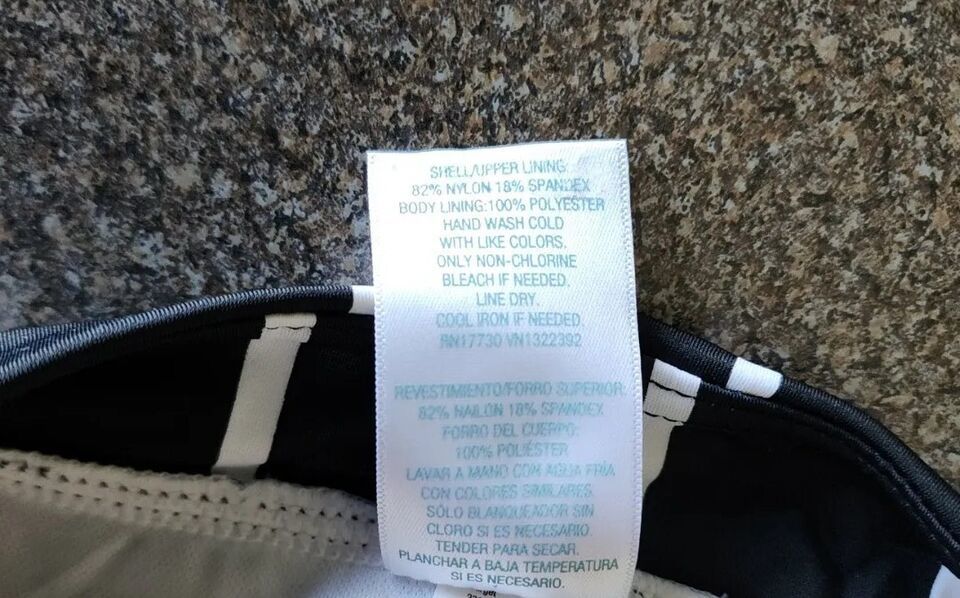 SHELL/UPPER LINING:
82% NYLON 18% SPANDEX
BODY LINING:100% POLYESTER
HAND WASH COLD
WITH LIKE COLORS.
ONLY NON-CHLORINE
BLEACH IF NEEDED.
LINE DRY.
COOL IRON IF NEEDED.
RN17730 VN1322392
REVESTIMIENTO/FORRO SUPERIOR:
82% NAILON 18% SPANDEX
FORRO DEL CUERPO:
100% POLIÉSTER
LAVAR A MANO CON AGUA FRÍA
CON COLORES SIMILARES.
SÓLO BLANQUEADOR SIN
CLORO SI ES NECESARIO.
TENDER PARA SECAR.
PLANCHAR A BAJA TEMPERATURA
SI ES NECESARIO.